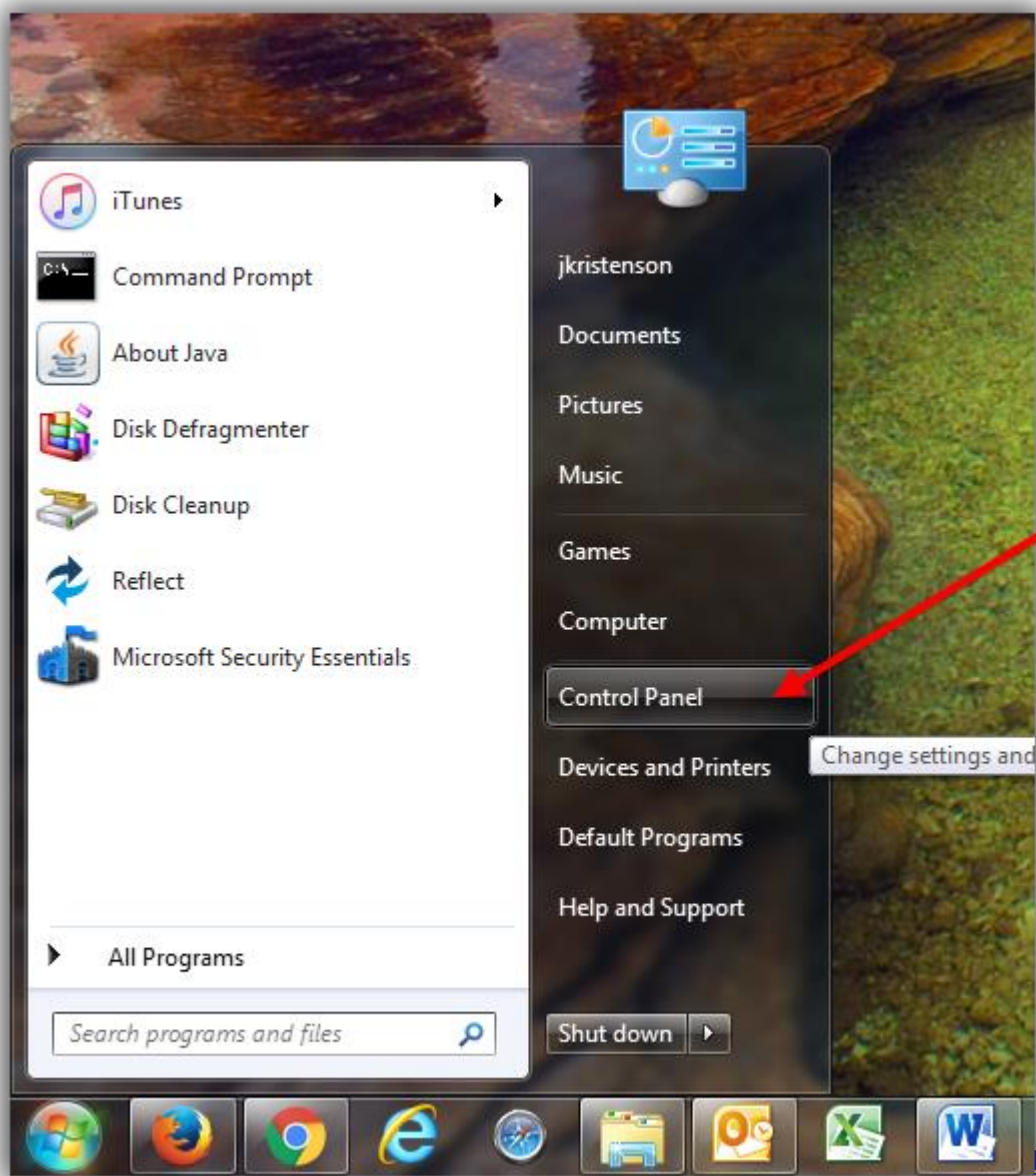 iTunes
Command Prompt
About Java
Disk Defragmenter
Disk Cleanup
Reflect
Microsoft Security Essentials
All Programs
Search programs and files
jkristenson
Documents
Pictures
Music
Games
Computer
Control Panel
Change settings and
Devices and Printers
Default Programs
Help and Support
Shut down